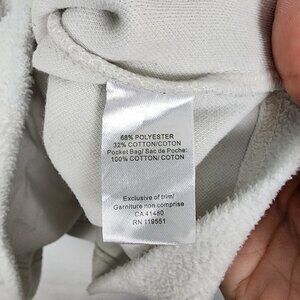 68% POLYESTER
32% COTTON/COTON
Pocket Bag/ Sac de Poche:
100% COTTON/ COTON
Exclusive of trim/
Garniture non comprise
CA 41480
RN 119551